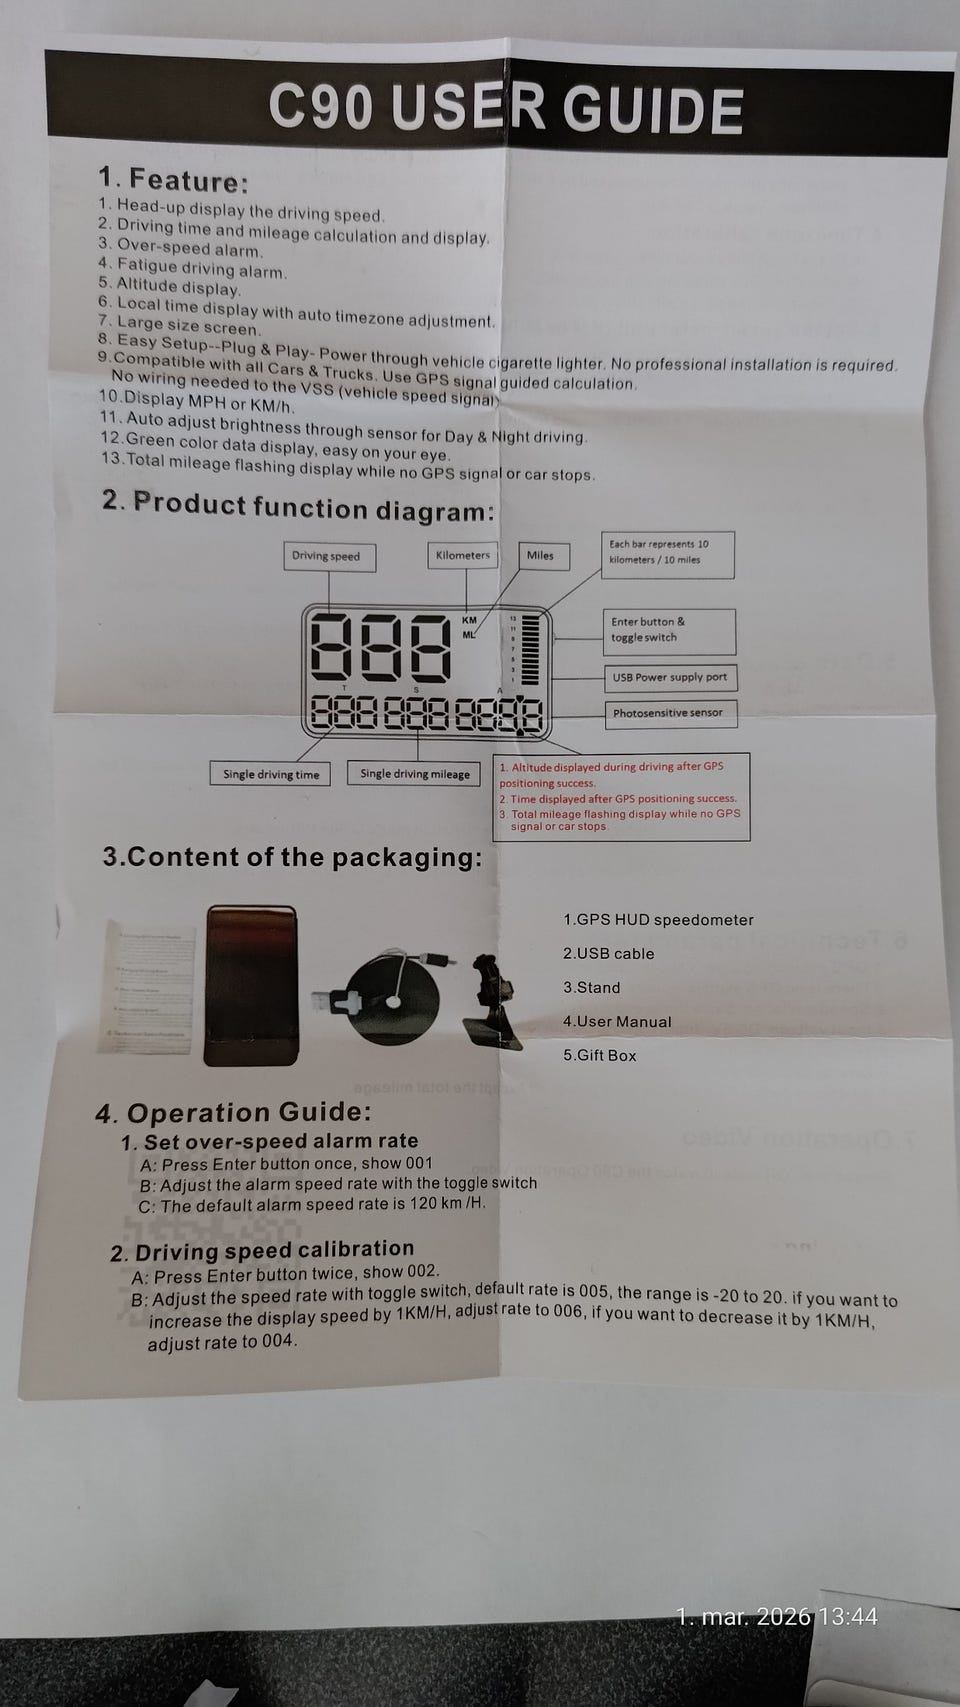 C90 USER GUIDE
1. Feature:
1. Head-up display the driving speed.
2. Driving time and mileage calculation and display.
3. Over-speed alarm.
4. Fatigue driving alarm.
5. Altitude display.
6. Local time display with auto timezone adjustment.
7. Large size screen.
8. Easy Setup--Plug & Play- Power through vehicle cigarette lighter. No professional installation is required.
9.Compatible with all Cars & Trucks. Use GPS signal guided calculation.
No wiring needed to the VSS (vehicle speed signal)
10.Display MPH or KM/h.
11. Auto adjust brightness through sensor for Day & Night driving.
12.Green color data display, easy on your eye.
13.Total mileage flashing display while no GPS signal or car stops.
2. Product function diagram:
Driving speed
Kilometers
Miles
Each bar represents 10
kilometers / 10 miles
888
KM
ML
13
11
9
7
5
3
1
Enter button &
toggle switch
USB Power supply port
T
S
A
888 888 8888
Photosensitive sensor
Single driving time
Single driving mileage
1. Altitude displayed during driving after GPS
positioning success.
2. Time displayed after GPS positioning success.
3. Total mileage flashing display while no GPS
signal or car stops.
3.Content of the packaging:
1.GPS HUD speedometer
2.USB cable
3.Stand
4.User Manual
5.Gift Box
4. Operation Guide:
1. Set over-speed alarm rate
A: Press Enter button once, show 001
B: Adjust the alarm speed rate with the toggle switch
C: The default alarm speed rate is 120 km /H.
2. Driving speed calibration
A: Press Enter button twice, show 002.
B: Adjust the speed rate with toggle switch, default rate is 005, the range is -20 to 20. if you want to
increase the display speed by 1KM/H, adjust rate to 006, if you want to decrease it by 1KM/H,
adjust rate to 004.
1. mar. 2026 13:44